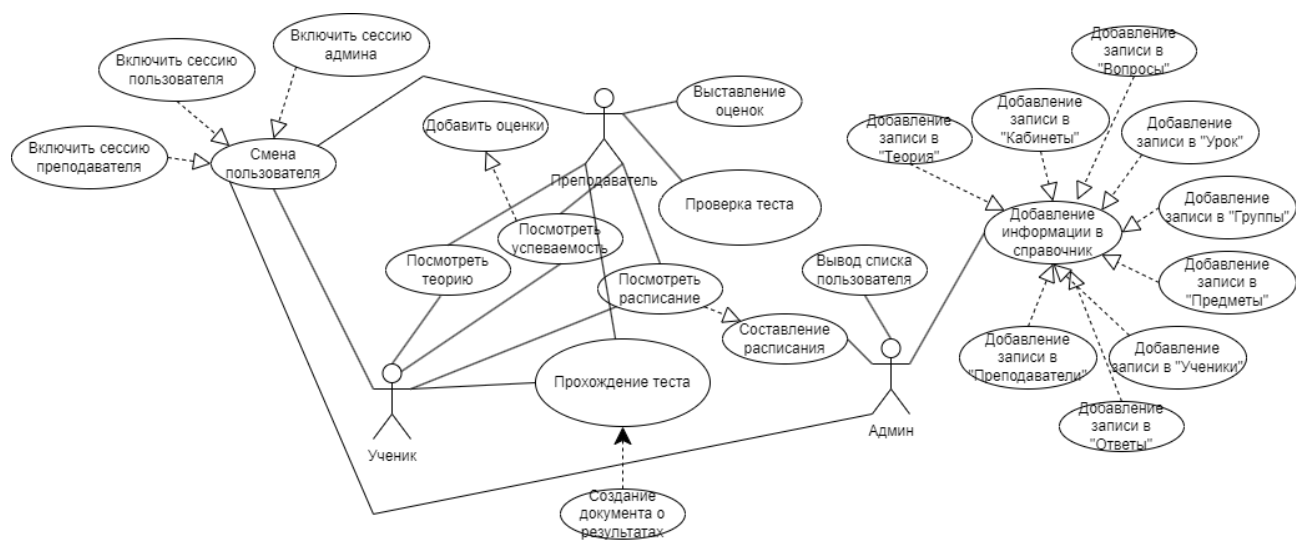 Включить сессию
пользователя
Включить сессию
админа
Включить сессию
преподавателя
Смена
пользователя
Добавить оценки
Выставление
оценок
Преподаватель
Проверка теста
Посмотреть
теорию
Посмотреть
успеваемость
Посмотреть
расписание
Составление
расписания
Вывод списка
пользователя
Прохождение теста
Ученик
Админ
Создание
документа о
результатах
Добавление
записи в
"Вопросы"
Добавление
записи в
"Теория"
Добавление
записи в
"Кабинеты"
Добавление
записи в "Урок"
Добавление
информации в
справочник
Добавление
записи в "Группы"
Добавление
записи в
"Предметы"
Добавление
записи в
"Преподаватели"
Добавление
записи в "Ученики"
Добавление
записи в
"Ответы"